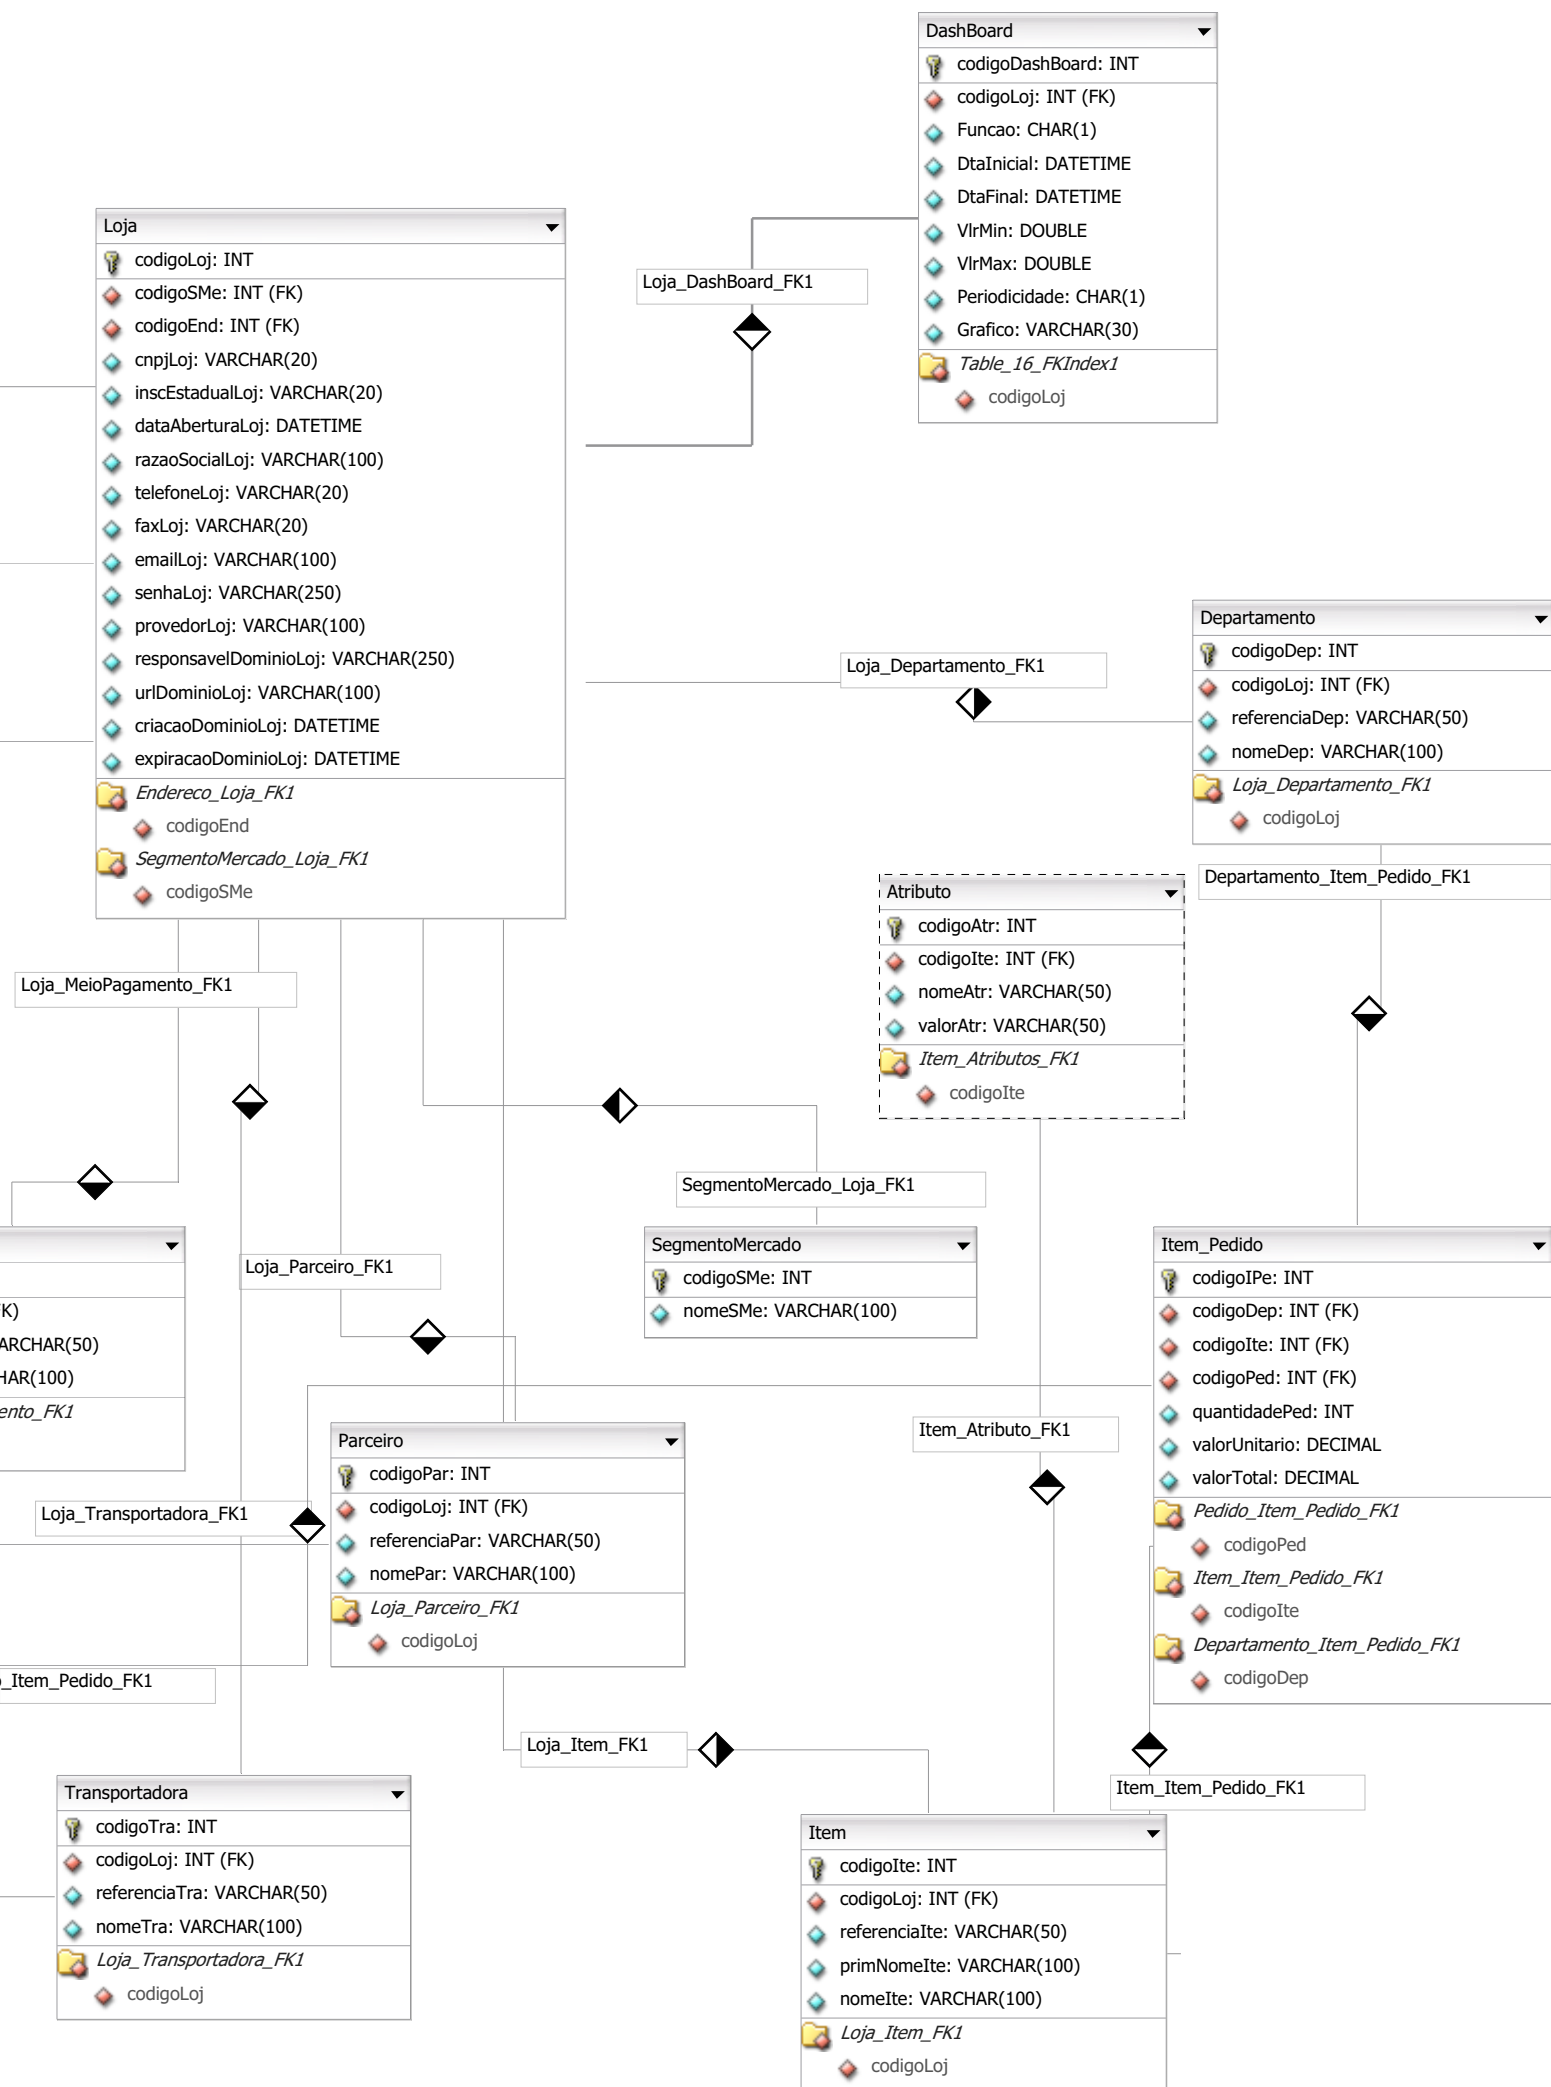 DashBoard
codigoDashBoard: INT
codigoLoj: INT (FK)
Funcao: CHAR(1)
DtaInicial: DATETIME
DtaFinal: DATETIME
VlrMin: DOUBLE
VlrMax: DOUBLE
Periodicidade: CHAR(1)
Grafico: VARCHAR(30)
Table_16_FKIndex1
codigoLoj
Loja
codigoLoj: INT
codigoSMe: INT (FK)
codigoEnd: INT (FK)
cnpjLoj: VARCHAR(20)
inscEstadualLoj: VARCHAR(20)
dataAberturaLoj: DATETIME
razaoSocialLoj: VARCHAR(100)
telefoneLoj: VARCHAR(20)
faxLoj: VARCHAR(20)
emailLoj: VARCHAR(100)
senhaLoj: VARCHAR(250)
provedorLoj: VARCHAR(100)
responsavelDominioLoj: VARCHAR(250)
urlDominioLoj: VARCHAR(100)
criacaoDominioLoj: DATETIME
expiracaoDominioLoj: DATETIME
Endereco_Loja_FK1
codigoEnd
SegmentoMercado_Loja_FK1
codigoSMe
Loja_DashBoard_FK1
Loja_Departamento_FK1
Departamento
codigoDep: INT
codigoLoj: INT (FK)
referenciaDep: VARCHAR(50)
nomeDep: VARCHAR(100)
Loja_Departamento_FK1
codigoLoj
Departamento_Item_Pedido_FK1
Atributo
codigoAtr: INT
codigoIte: INT (FK)
nomeAtr: VARCHAR(50)
valorAtr: VARCHAR(50)
Item_Atributos_FK1
codigoIte
Loja_MeioPagamento_FK1
SegmentoMercado_Loja_FK1
SegmentoMercado
codigoSMe: INT
nomeSMe: VARCHAR(100)
Loja_Parceiro_FK1
K)
ARCHAR(50)
HAR(100)
ento_FK1
Item_Pedido
codigoIPe: INT
codigoDep: INT (FK)
codigoIte: INT (FK)
codigoPed: INT (FK)
quantidadePed: INT
valorUnitario: DECIMAL
valorTotal: DECIMAL
Pedido_Item_Pedido_FK1
codigoPed
Item_Item_Pedido_FK1
codigoIte
Departamento_Item_Pedido_FK1
codigoDep
Item_Atributo_FK1
Parceiro
codigoPar: INT
codigoLoj: INT (FK)
referenciaPar: VARCHAR(50)
nomePar: VARCHAR(100)
Loja_Parceiro_FK1
codigoLoj
Loja_Transportadora_FK1
_Item_Pedido_FK1
Loja_Item_FK1
Item_Item_Pedido_FK1
Transportadora
codigoTra: INT
codigoLoj: INT (FK)
referenciaTra: VARCHAR(50)
nomeTra: VARCHAR(100)
Loja_Transportadora_FK1
codigoLoj
Item
codigoIte: INT
codigoLoj: INT (FK)
referenciaIte: VARCHAR(50)
primNomeIte: VARCHAR(100)
nomeIte: VARCHAR(100)
Loja_Item_FK1
codigoLoj